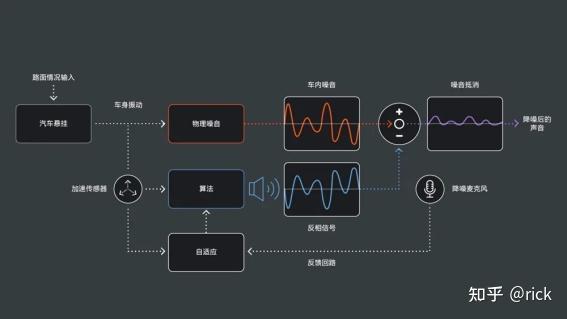 路面情况输入
车身振动
车内噪音
噪音抵消
汽车悬挂
物理噪音
+
−
降噪后的
声音
加速传感器
算法
降噪麦克风
反相信号
自适应
反馈回路
知乎 @rick